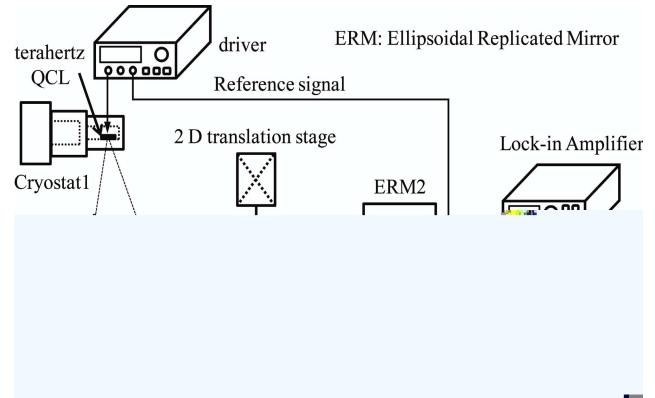 ERM: Ellipsoidal Replicated Mirror
driver
terahertz
QCL
Reference signal
2 D translation stage
Lock-in Amplifier
Cryostat1
ERM2